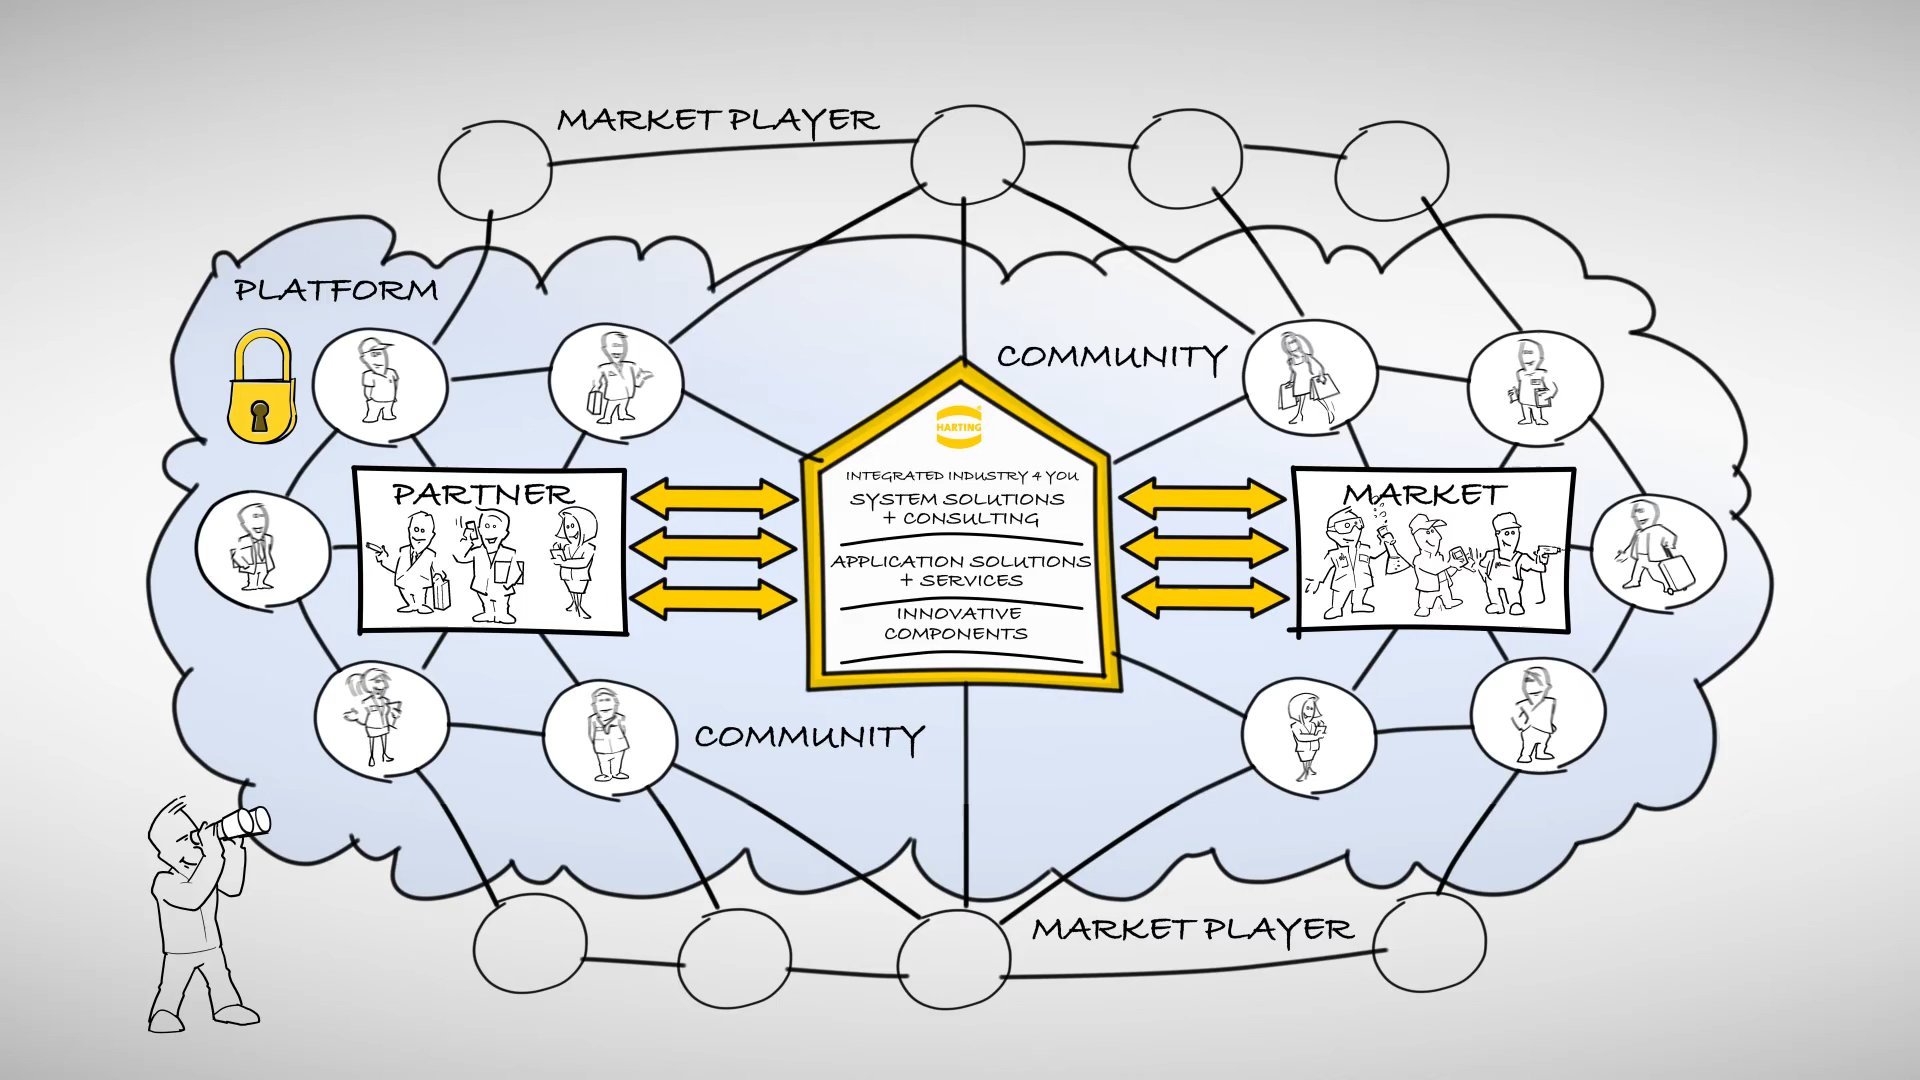 MARKET PLAYER
PLATFORM
COMMUNITY
HARTING
INTEGRATED INDUSTRY 4 YOU
SYSTEM SOLUTIONS
+ CONSULTING
APPLICATION SOLUTIONS
+ SERVICES
INNOVATIVE
COMPONENTS
PARTNER
MARKET
COMMUNITY
MARKET PLAYER